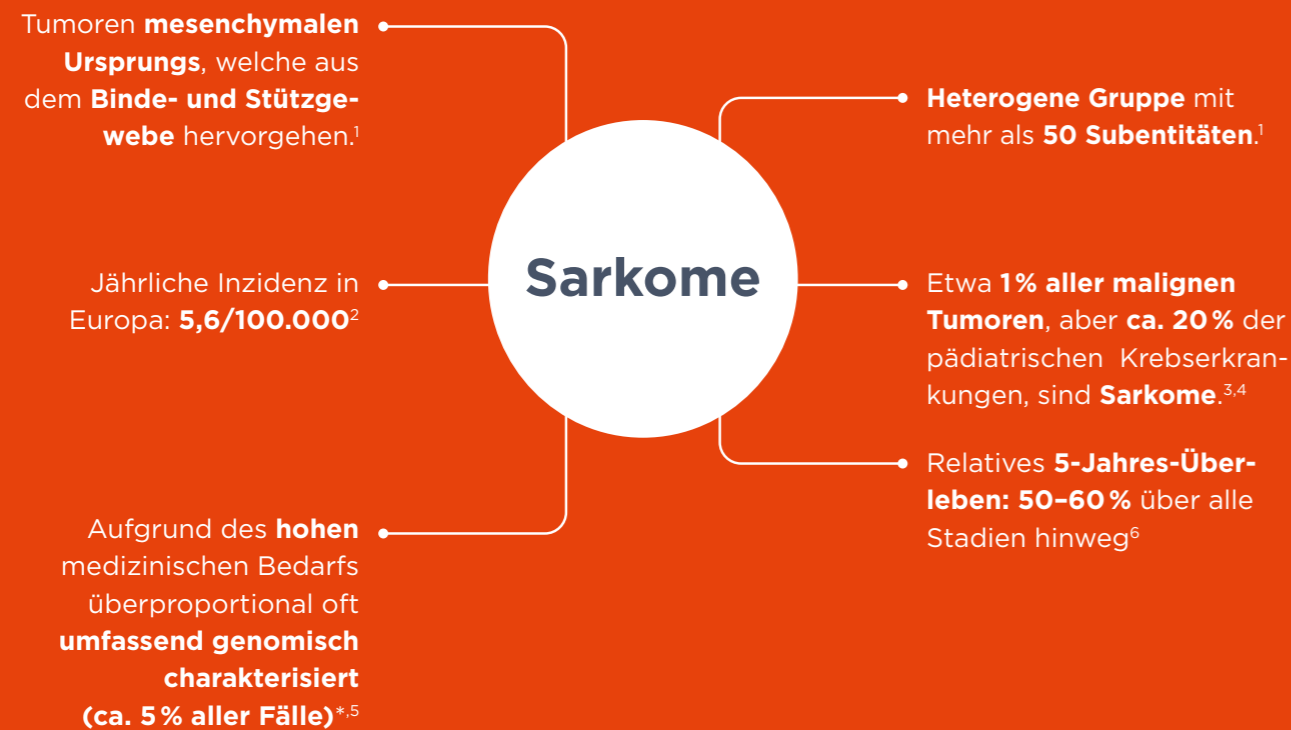 Tumoren mesenchymalen
Ursprungs, welche aus
dem Binde- und Stützge-
webe hervorgehen.¹
Jährliche Inzidenz in
Europa: 5,6/100.000²
Aufgrund des hohen
medizinischen Bedarfs
überproportional oft
umfassend genomisch
charakterisiert
(ca. 5 % aller Fälle)*,⁵
Sarkome
Heterogene Gruppe mit
mehr als 50 Subentitäten.¹
Etwa 1 % aller malignen
Tumoren, aber ca. 20 % der
pädiatrischen Krebserkran-
kungen, sind Sarkome.³,⁴
Relatives 5-Jahres-Über-
leben: 50–60 % über alle
Stadien hinweg⁶